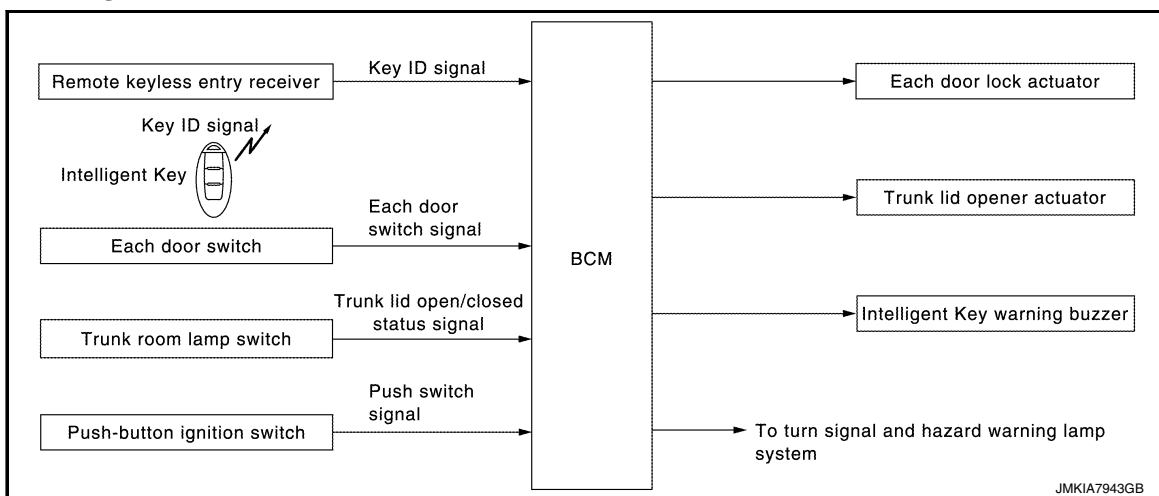 Remote keyless entry receiver
Key ID signal
Each door lock actuator
Key ID signal
Intelligent Key
Trunk lid opener actuator
Each door
switch signal
Each door switch
BCM
Trunk lid open/closed
status signal
Trunk room lamp switch
Intelligent Key warning buzzer
Push switch
signal
Push-button ignition switch
To turn signal and hazard warning lamp
system
JMKIA7943GB